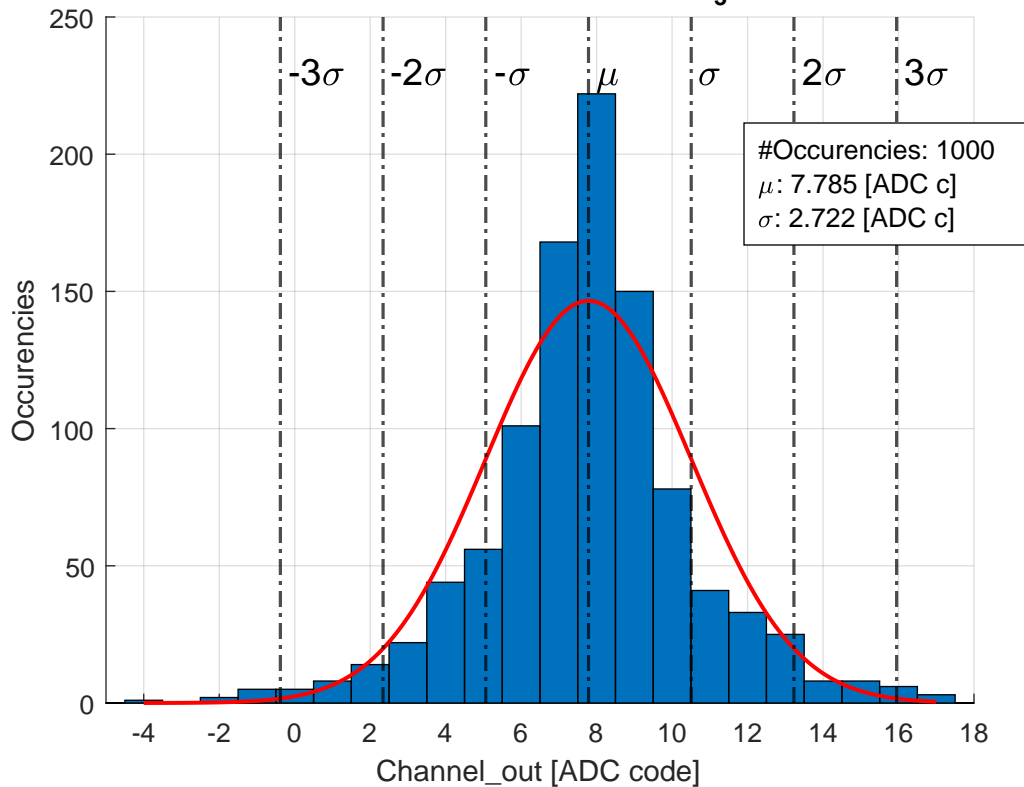 250
200
150
100
50
0
-3σ -2σ -σ μ σ 2σ 3σ
#Occurencies: 1000
μ: 7.785 [ADC c]
σ: 2.722 [ADC c]
Occurencies
-4 -2 0 2 4 6 8 10 12 14 16 18
Channel_out [ADC code]